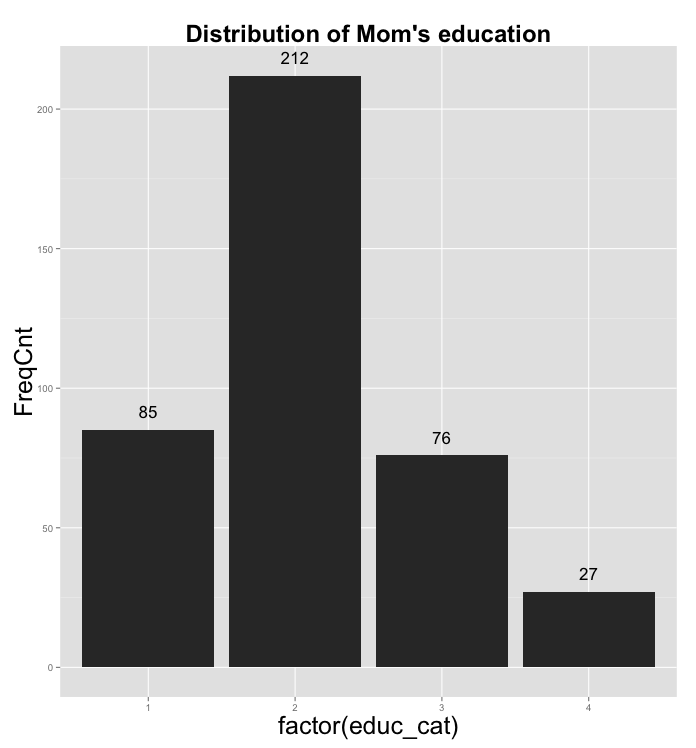 Distribution of Mom's education
212
200
150
FreqCnt
100
85
76
50
27
0
1 2 3 4
factor(educ_cat)